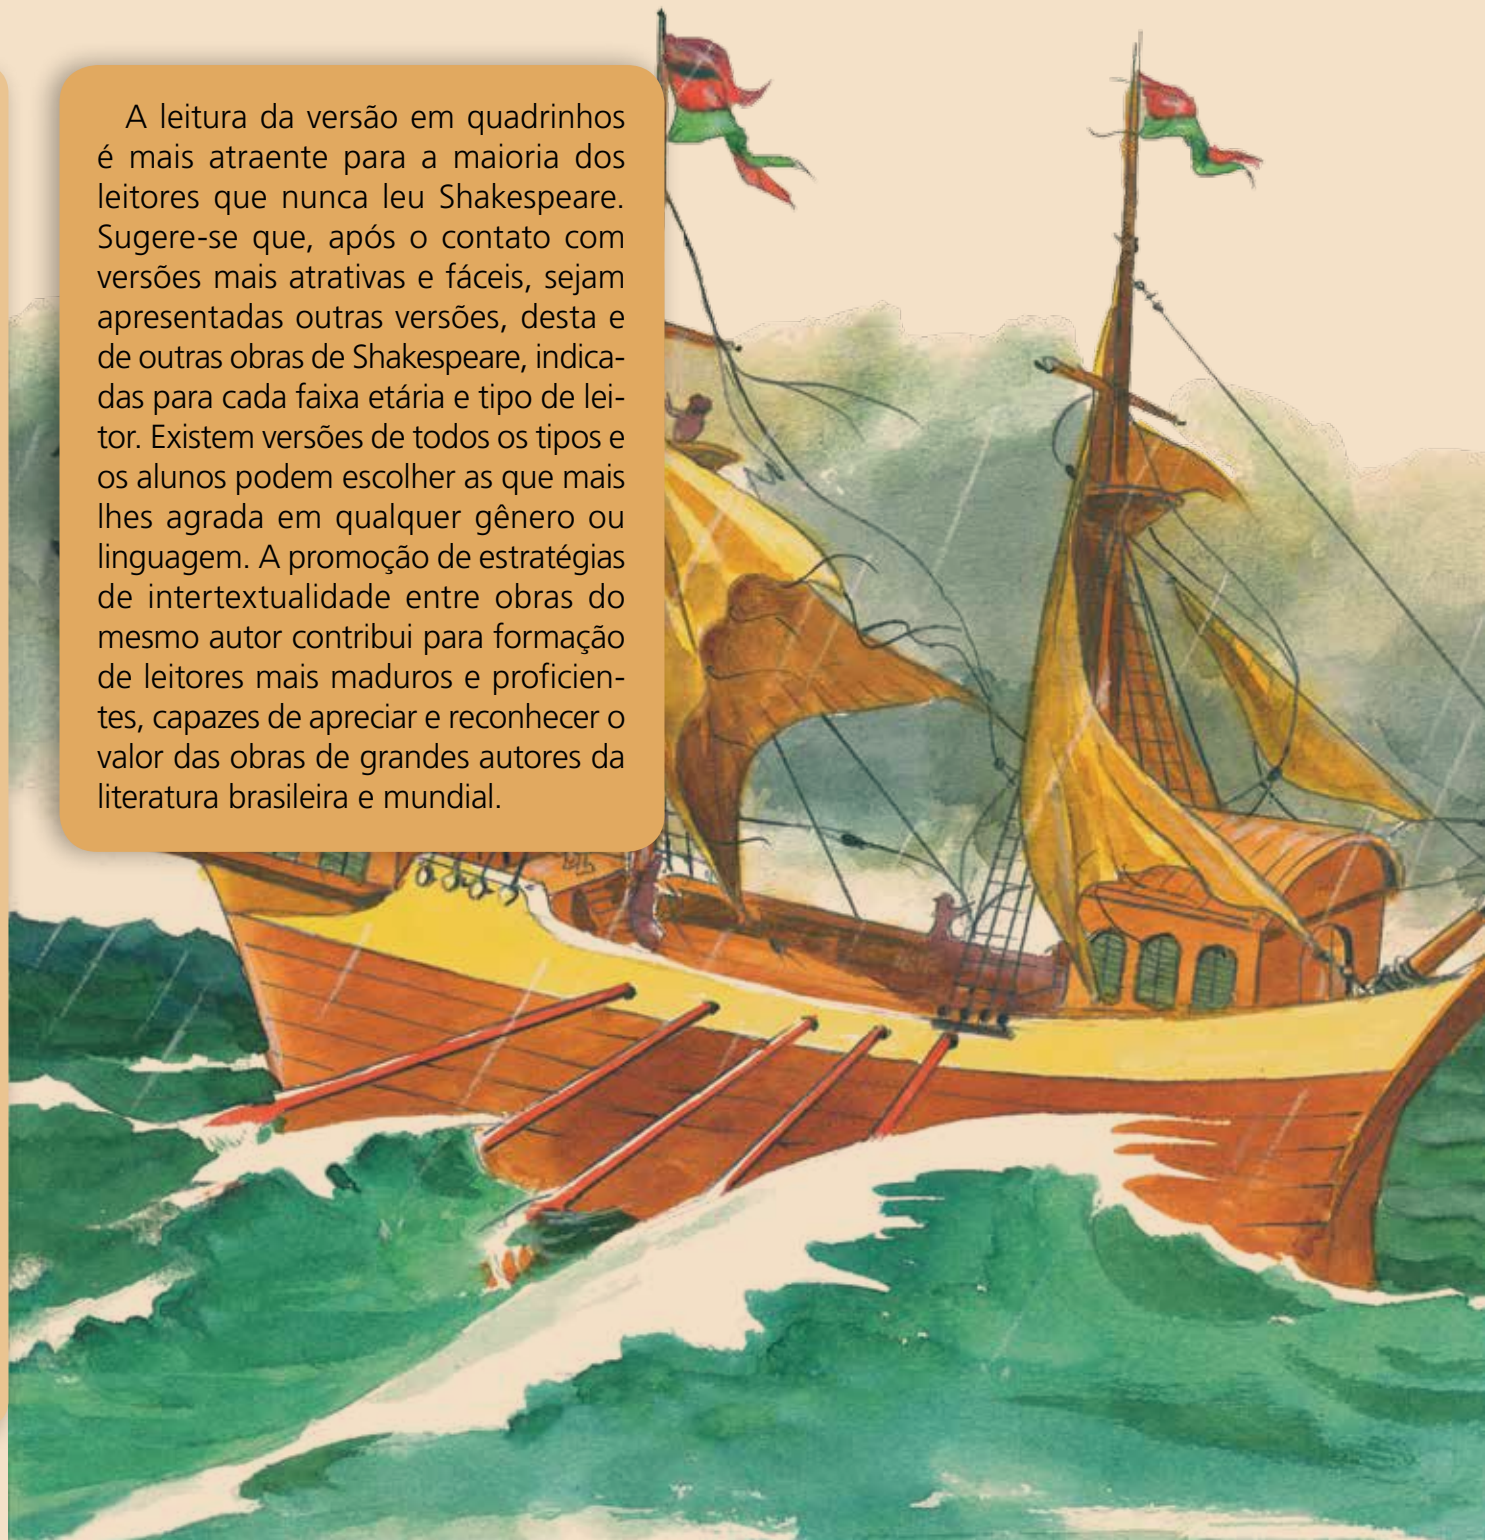 A leitura da versão em quadrinhos
é mais atraente para a maioria dos
leitores que nunca leu Shakespeare.
Sugere-se que, após o contato com
versões mais atrativas e fáceis, sejam
apresentadas outras versões, desta e
de outras obras de Shakespeare, indica-
das para cada faixa etária e tipo de lei-
tor. Existem versões de todos os tipos e
os alunos podem escolher as que mais
lhes agrada em qualquer gênero ou
linguagem. A promoção de estratégias
de intertextualidade entre obras do
mesmo autor contribui para formação
de leitores mais maduros e proficien-
tes, capazes de apreciar e reconhecer o
valor das obras de grandes autores da
literatura brasileira e mundial.